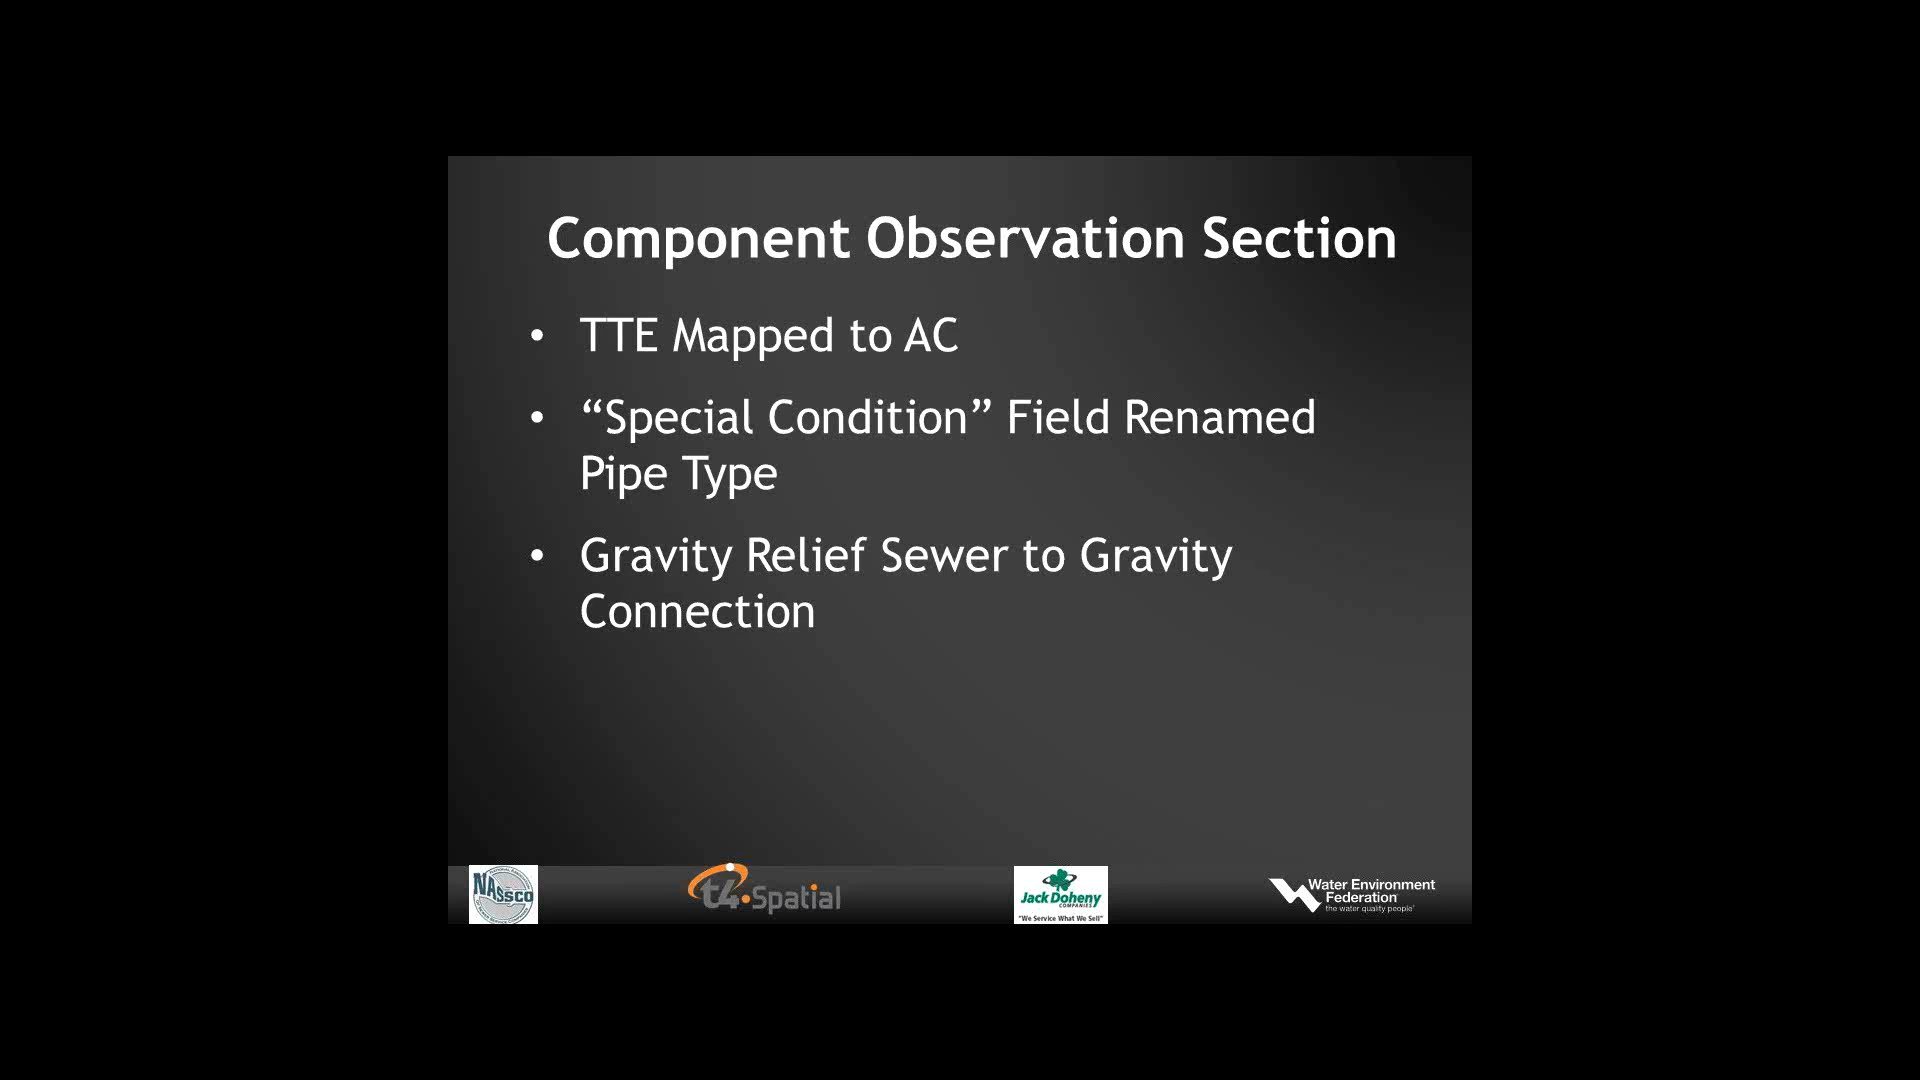 Component Observation Section
• TTE Mapped to AC
• “Special Condition” Field Renamed
Pipe Type
• Gravity Relief Sewer to Gravity
Connection
NASSCO
t4 Spatial
Jack Doheny
COMPANIES
"We Service What We Sell"
Water Environment
Federation
the water quality people